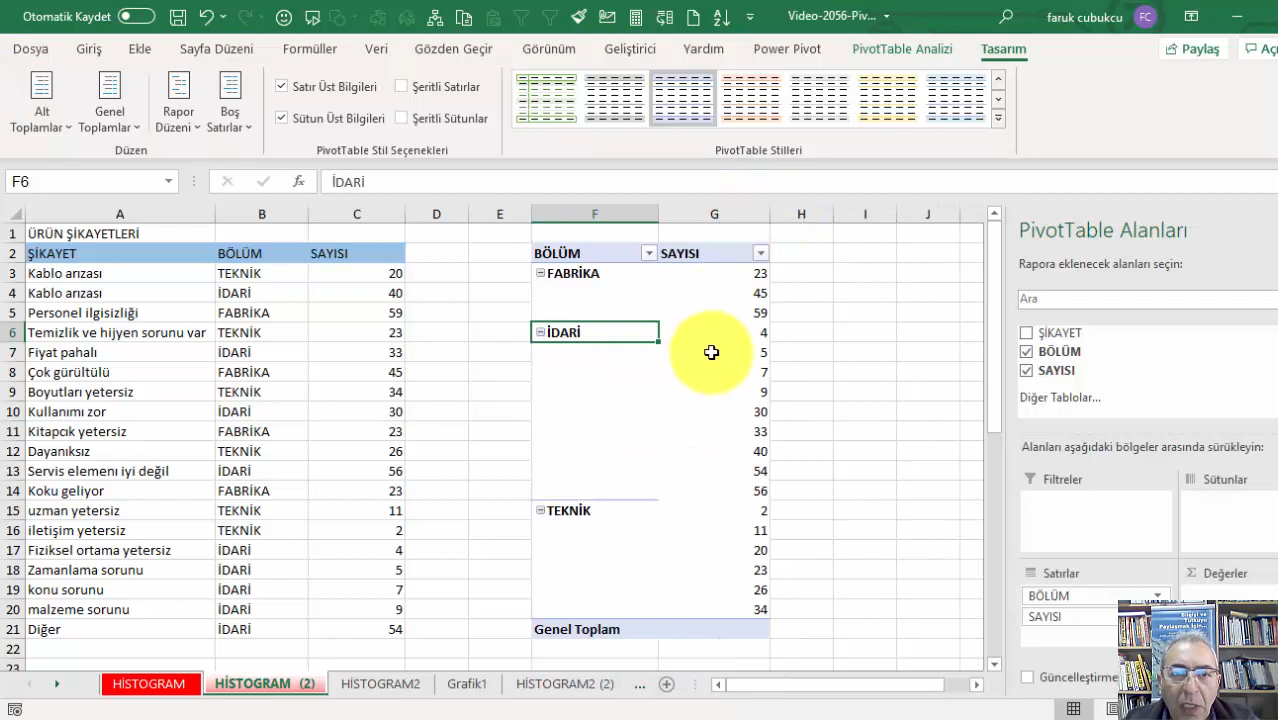 Otomatik Kaydet
Video-2056-Piv...
faruk cubukcu
FC
Dosya Giriş Ekle Sayfa Düzeni Formüller Veri Gözden Geçir Görünüm Geliştirici Yardım Power Pivot PivotTable Analizi Tasarım Paylaş
Alt Toplamlar
Genel Toplamlar
Rapor Düzeni
Boş Satırlar
Düzen
Satır Üst Bilgileri Şeritli Satırlar
Sütun Üst Bilgileri Şeritli Sütunlar
PivotTable Stil Seçenekleri
PivotTable Stilleri
F6 fx İDARİ
A B C D E F G H I J
1 ÜRÜN ŞİKAYETLERİ
2 ŞİKAYET BÖLÜM SAYISI BÖLÜM SAYISI
3 Kablo arızası TEKNİK 20 FABRİKA 23
4 Kablo arızası İDARİ 40 45
5 Personel ilgisizliği FABRİKA 59 59
6 Temizlik ve hijyen sorunu var TEKNİK 23 İDARİ 4
7 Fiyat pahalı İDARİ 33 5
8 Çok gürültülü FABRİKA 45 7
9 Boyutları yetersiz TEKNİK 34 9
10 Kullanımı zor İDARİ 30 30
11 Kitapcık yetersiz FABRİKA 23 33
12 Dayanıksız TEKNİK 26 40
13 Servis elemenı iyi değil İDARİ 56 54
14 Koku geliyor FABRİKA 23 56
15 uzman yetersiz TEKNİK 11 TEKNİK 2
16 iletişim yetersiz TEKNİK 2 11
17 Fiziksel ortama yetersiz İDARİ 4 20
18 Zamanlama sorunu İDARİ 5 23
19 konu sorunu İDARİ 7 26
20 malzeme sorunu İDARİ 9 34
21 Diğer İDARİ 54 Genel Toplam
22
23
PivotTable Alanları
Rapora eklenecek alanları seçin:
Ara
ŞİKAYET
BÖLÜM
SAYISI
Diğer Tablolar...
Alanları aşağıdaki bölgeler arasında sürükleyin:
Filtreler Sütunlar
Satırlar Σ Değerler
BÖLÜM
SAYISI
HİSTOGRAM HİSTOGRAM (2) HİSTOGRAM2 Grafik1 HİSTOGRAM2 (2) ...